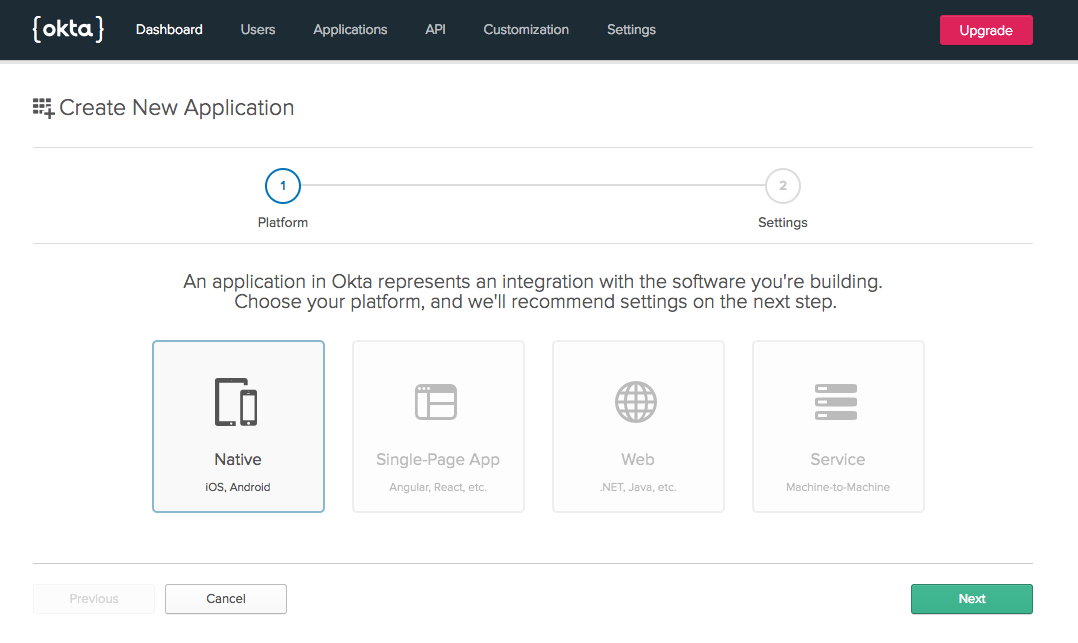 {okta} Dashboard Users Applications API Customization Settings Upgrade
Create New Application
1 2
Platform Settings
An application in Okta represents an integration with the software you're building.
Choose your platform, and we'll recommend settings on the next step.
Native Single-Page App Web Service
iOS, Android Angular, React, etc. .NET, Java, etc. Machine-to-Machine
Previous Cancel Next